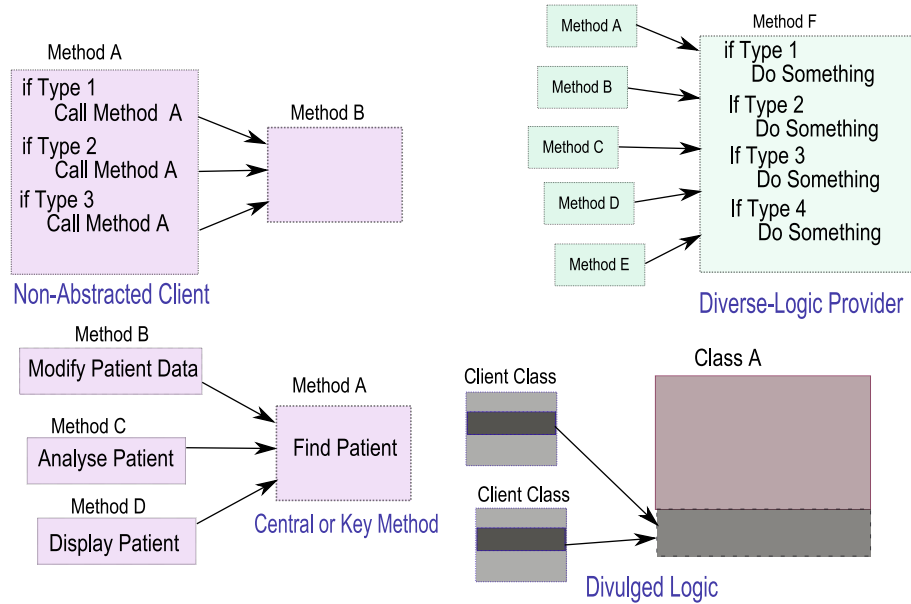 Method A
if Type 1
Call Method A
if Type 2
Call Method A
if Type 3
Call Method A
Method B
Non-Abstracted Client
Method A
Method B
Method C
Method D
Method E
Method F
if Type 1
Do Something
If Type 2
Do Something
If Type 3
Do Something
If Type 4
Do Something
Diverse-Logic Provider
Method B
Modify Patient Data
Method C
Analyse Patient
Method D
Display Patient
Method A
Find Patient
Central or Key Method
Client Class
Client Class
Class A
Divulged Logic